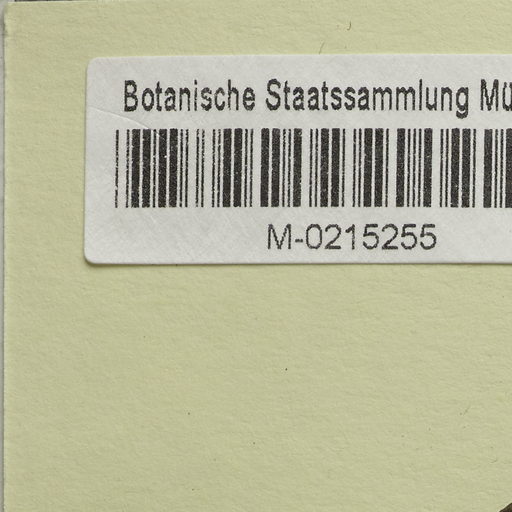 Botanische Staatssammlung Mü
M-0215255